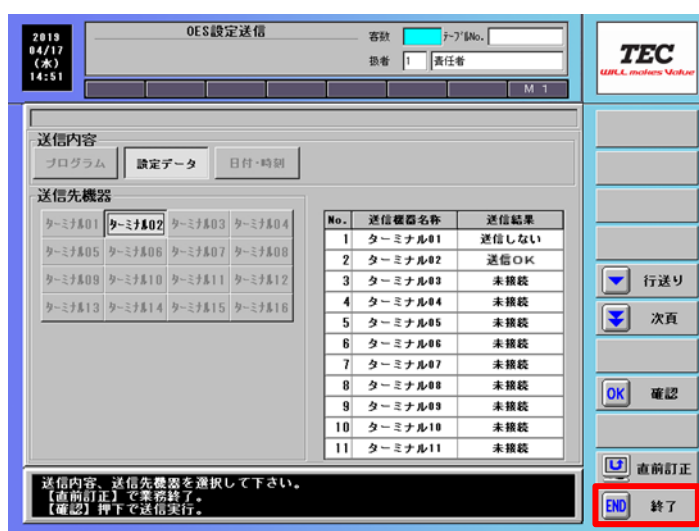 2019
04/17
(水)
14:51
OES設定送信
客数
ﾃｰﾌﾞﾙNo.
扱者 1 責任者
M 1
TEC
WILL makes Value
送信内容
プログラム 設定データ 日付・時刻
送信先機器
ﾀｰﾐﾅﾙ01 ﾀｰﾐﾅﾙ02 ﾀｰﾐﾅﾙ03 ﾀｰﾐﾅﾙ04
ﾀｰﾐﾅﾙ05 ﾀｰﾐﾅﾙ06 ﾀｰﾐﾅﾙ07 ﾀｰﾐﾅﾙ08
ﾀｰﾐﾅﾙ09 ﾀｰﾐﾅﾙ10 ﾀｰﾐﾅﾙ11 ﾀｰﾐﾅﾙ12
ﾀｰﾐﾅﾙ13 ﾀｰﾐﾅﾙ14 ﾀｰﾐﾅﾙ15 ﾀｰﾐﾅﾙ16
No. 送信機器名称 送信結果
1 ターミナル01 送信しない
2 ターミナル02 送信OK
3 ターミナル03 未接続
4 ターミナル04 未接続
5 ターミナル05 未接続
6 ターミナル06 未接続
7 ターミナル07 未接続
8 ターミナル08 未接続
9 ターミナル09 未接続
10 ターミナル10 未接続
11 ターミナル11 未接続
行送り
次頁
OK 確認
直前訂正
END 終了
送信内容、送信先機器を選択して下さい。
【直前訂正】で業務終了。
【確認】押下で送信実行。